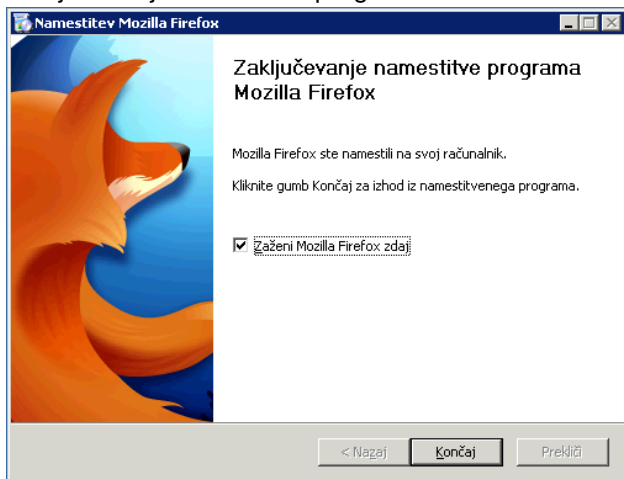 Namestitev Mozilla Firefox
Zaključevanje namestitve programa
Mozilla Firefox
Mozilla Firefox ste namestili na svoj računalnik.
Kliknite gumb Končaj za izhod iz namestitvenega programa.
Zaženi Mozilla Firefox zdaj
< Nazaj
Končaj
Prekliči